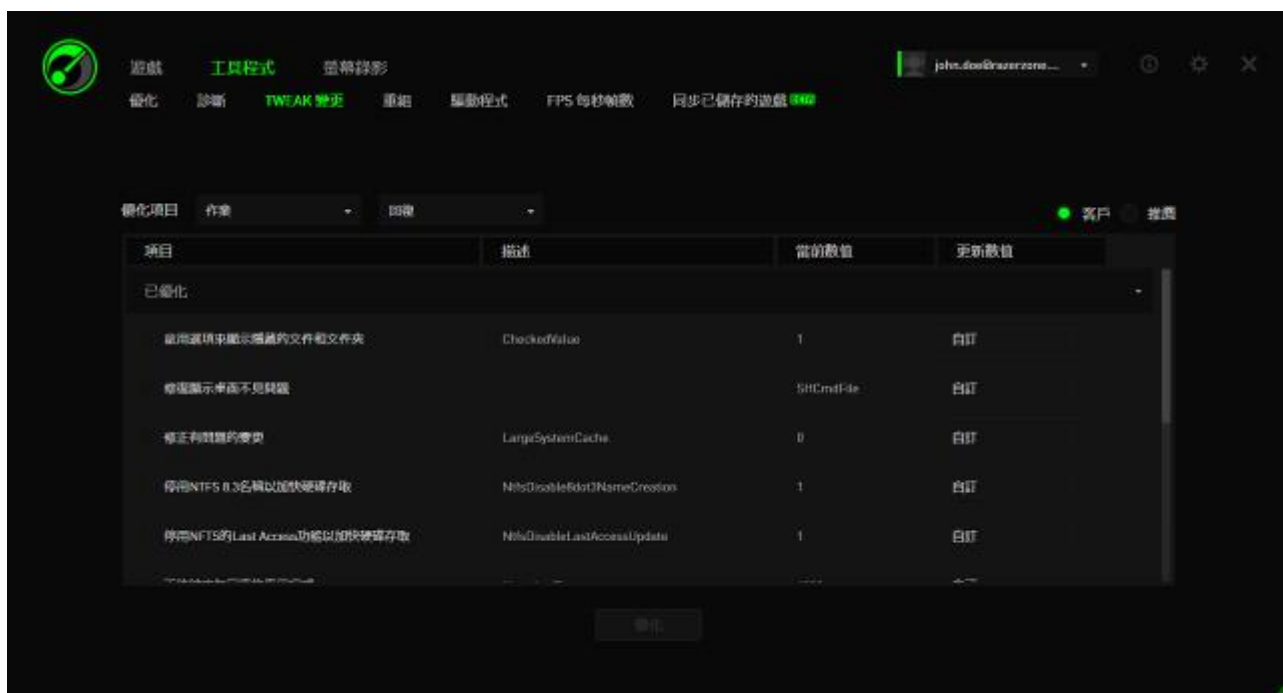 遊戲 工具程式 螢幕錄影 john.doe@razerzone....
優化 診斷 TWEAK 變更 重組 驅動程式 FPS 每秒幀數 同步已儲存的遊戲
優化項目 作業 回復 客戶 推薦
項目 描述 當前數值 更新數值
已優化
啟用選項來顯示隱藏的文件和文件夾 CheckedValue 1 自訂
修復顯示桌面不見問題 SHCmdFile 自訂
修正有問題的變更 LargeSystemCache 0 自訂
停用NTFS 8.3名稱以加快硬碟存取 NtfsDisable8dot3NameCreation 1 自訂
停用NFTS的Last Access功能以加快硬碟存取 NtfsDisableLastAccessUpdate 1 自訂
優化